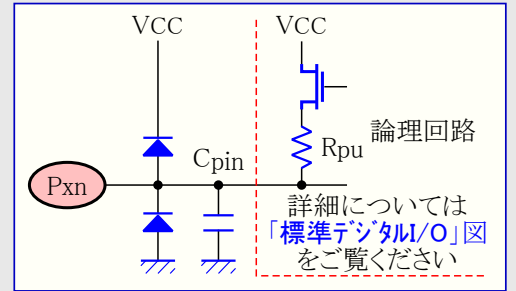 VCC
VCC
Cpin
Rpu
論理回路
Pxn
詳細については
「標準デジタルI/O」図
をご覧ください